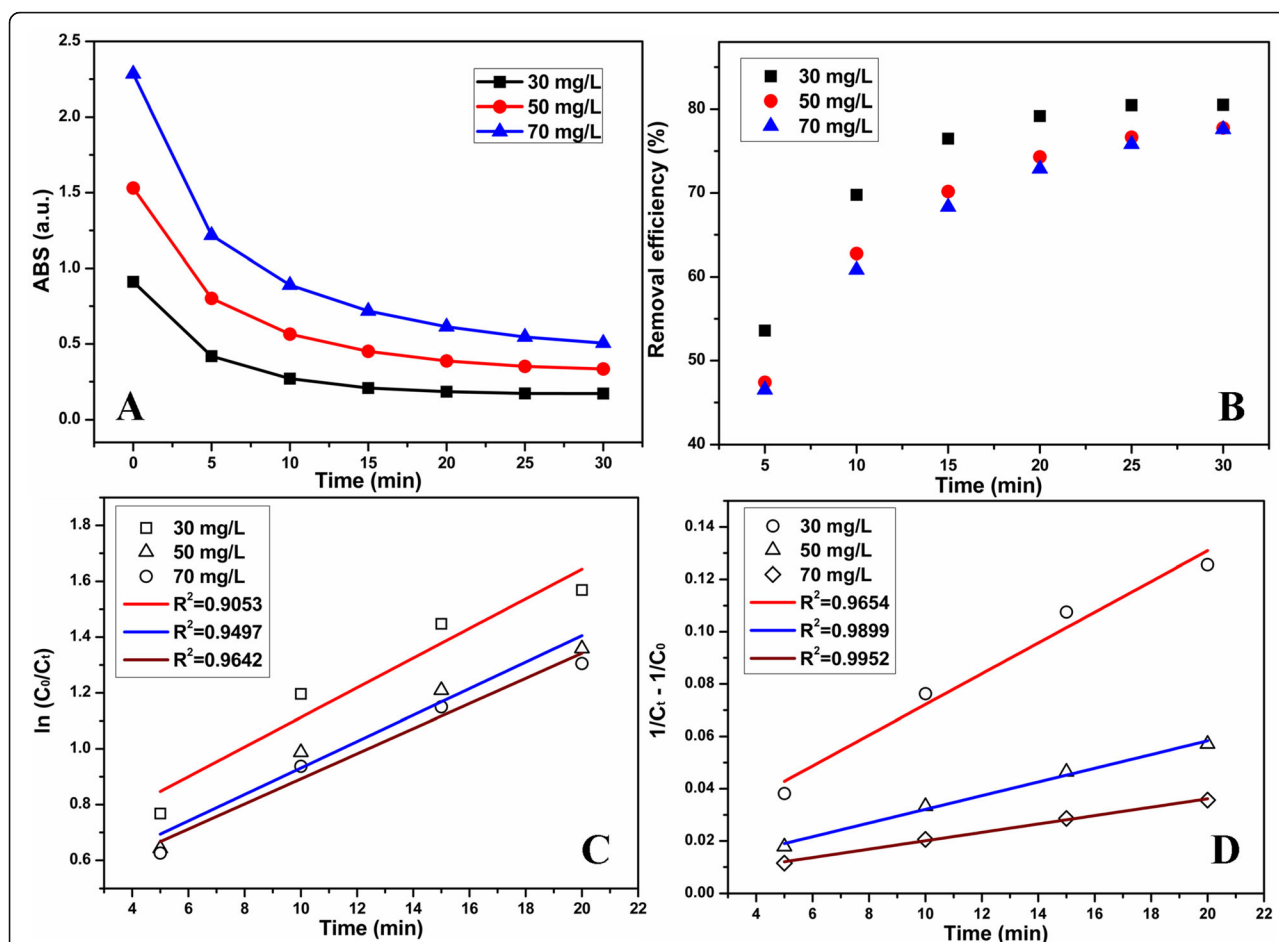 2.5
2.0
1.5
1.0
0.5
0.0
ABS (a.u.)
30 mg/L
50 mg/L
70 mg/L
A
0 5 10 15 20 25 30
Time (min)
80
70
60
50
40
Removal efficiency (%)
30 mg/L
50 mg/L
70 mg/L
B
5 10 15 20 25 30
Time (min)
1.8
1.6
1.4
1.2
1.0
0.8
0.6
ln (C₀/Cₜ)
30 mg/L
50 mg/L
70 mg/L
R²=0.9053
R²=0.9497
R²=0.9642
C
4 6 8 10 12 14 16 18 20 22
Time (min)
0.14
0.12
0.10
0.08
0.06
0.04
0.02
0.00
1/Cₜ - 1/C₀
30 mg/L
50 mg/L
70 mg/L
R²=0.9654
R²=0.9899
R²=0.9952
D
4 6 8 10 12 14 16 18 20 22
Time (min)